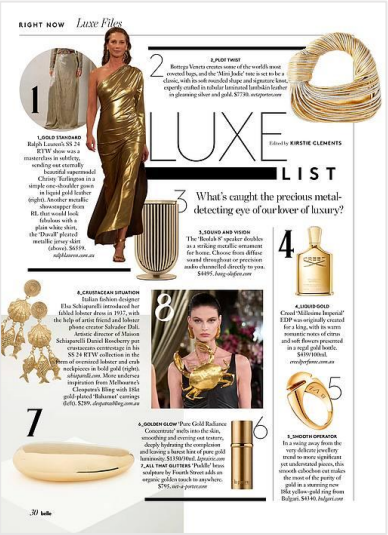 RIGHT NOW Luxe Files
1
1_GOLD STANDARD
Ralph Lauren's SS 24
RTW show was a
masterclass in subtlety,
sending out eternally
beautiful supermodel
Christy Turlington in a
simple one-shoulder gown
in liquid gold leather
(right). Another metallic
showstopper from
RL that would look
fabulous with a
plain white shirt,
the 'Duvall' pleated
metallic jersey skirt
(above). $6559.
ralphlauren.com.au
2
2_PLOT TWIST
Bottega Veneta creates some of the world's most
coveted bags, and the 'Mini Jodie' tote is set to be a
classic, with its soft rounded shape and signature knot,
expertly crafted in tubular laminated lambskin leather
in gleaming silver and gold. $7730. net-a-porter.com
LUXE
Edited by KIRSTIE CLEMENTS
LIST
What's caught the precious metal-
detecting eye of our lover of luxury?
3
3_SOUND AND VISION
The 'Beolab 8' speaker doubles
as a striking metallic ornament
for home. Choose from diffuse
sound throughout or precision
audio channelled directly to you.
$4495. bang-olufsen.com
4
CREED
4_LIQUID GOLD
Creed 'Millésime Imperial'
EDP was originally created
for a king, with its warm
romantic notes of citrus
and soft flowers presented
in a regal gold bottle.
$439/100ml.
creedperfume.com.au
5
5_SMOOTH OPERATOR
In a swing away from the
very delicate jewellery
trend to more significant
yet understated pieces, this
smooth cabochon cut makes
the most of the purity of
gold in a stunning new
18kt yellow-gold ring from
Bulgari. $4340. bulgari.com
8_CRUSTACEAN SITUATION
Italian fashion designer
Elsa Schiaparelli introduced her
fabled lobster dress in 1937, with
the help of artist friend and lobster
phone creator Salvador Dalí.
Artistic director of Maison
Schiaparelli Daniel Roseberry put
crustaceans centrestage in his
SS 24 RTW collection in the
form of oversized lobster and crab
neckpieces in bold gold (right).
schiaparelli.com. More undersea
inspiration from Melbourne's
Cleopatra's Bling with 18kt
gold-plated 'Bahamut' earrings
(left). $289. cleopatrasbling.com.au
8
6
6_GOLDEN GLOW 'Pure Gold Radiance
Concentrate' melts into the skin,
smoothing and evening out texture,
deeply hydrating the complexion
and leaving a barest hint of pure gold
luminosity. $1350/30ml. laprairie.com
7_ALL THAT GLITTERS 'Puddle' brass
sculpture by Fourth Street adds an
organic golden touch to anywhere.
$795. net-a-porter.com
7
30 belle